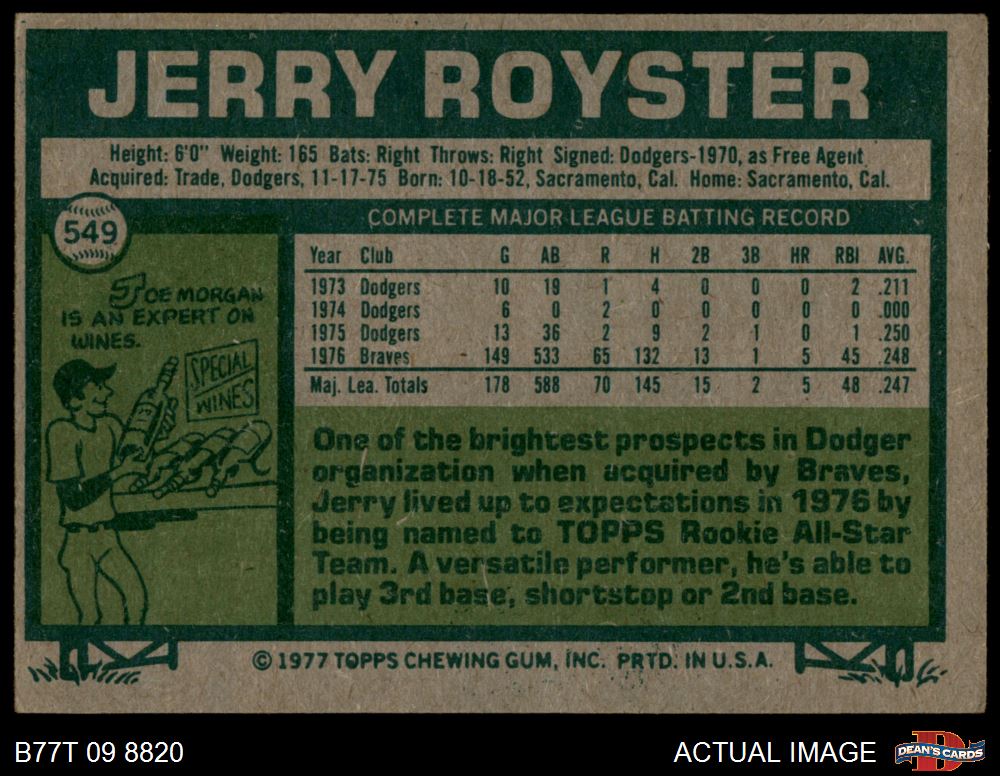 JERRY ROYSTER
Height: 6'0" Weight: 165 Bats: Right Throws: Right Signed: Dodgers-1970, as Free Agent
Acquired: Trade, Dodgers, 11-17-75 Born: 10-18-52, Sacramento, Cal. Home: Sacramento, Cal.
549
JOE MORGAN
IS AN EXPERT ON
WINES.
SPECIAL
WINES
COMPLETE MAJOR LEAGUE BATTING RECORD
Year Club G AB R H 2B 3B HR RBI AVG.
1973 Dodgers 10 19 1 4 0 0 0 2 .211
1974 Dodgers 6 0 2 0 0 0 0 0 .000
1975 Dodgers 13 36 2 9 2 1 0 1 .250
1976 Braves 149 533 65 132 13 1 5 45 .248
Maj. Lea. Totals 178 588 70 145 15 2 5 48 .247
One of the brightest prospects in Dodger
organization when acquired by Braves,
Jerry lived up to expectations in 1976 by
being named to TOPPS Rookie All-Star
Team. A versatile performer, he's able to
play 3rd base, shortstop or 2nd base.
© 1977 TOPPS CHEWING GUM, INC. PRTD. IN U.S.A.
B77T 09 8820
ACTUAL IMAGE
D
DEAN'S CARDS